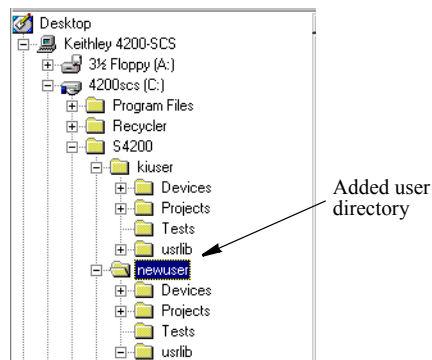 Desktop
Keithley 4200-SCS
3½ Floppy (A:)
4200scs (C:)
Program Files
Recycler
S4200
kiuser
Devices
Projects
Tests
usrlib
newuser
Devices
Projects
Tests
usrlib
Added user
directory